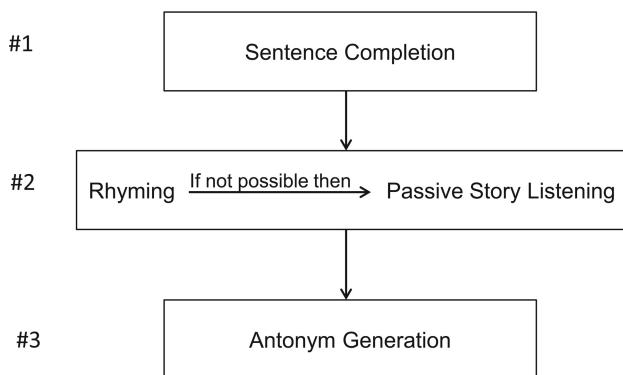 #1
Sentence Completion
#2
Rhyming If not possible then Passive Story Listening
#3
Antonym Generation